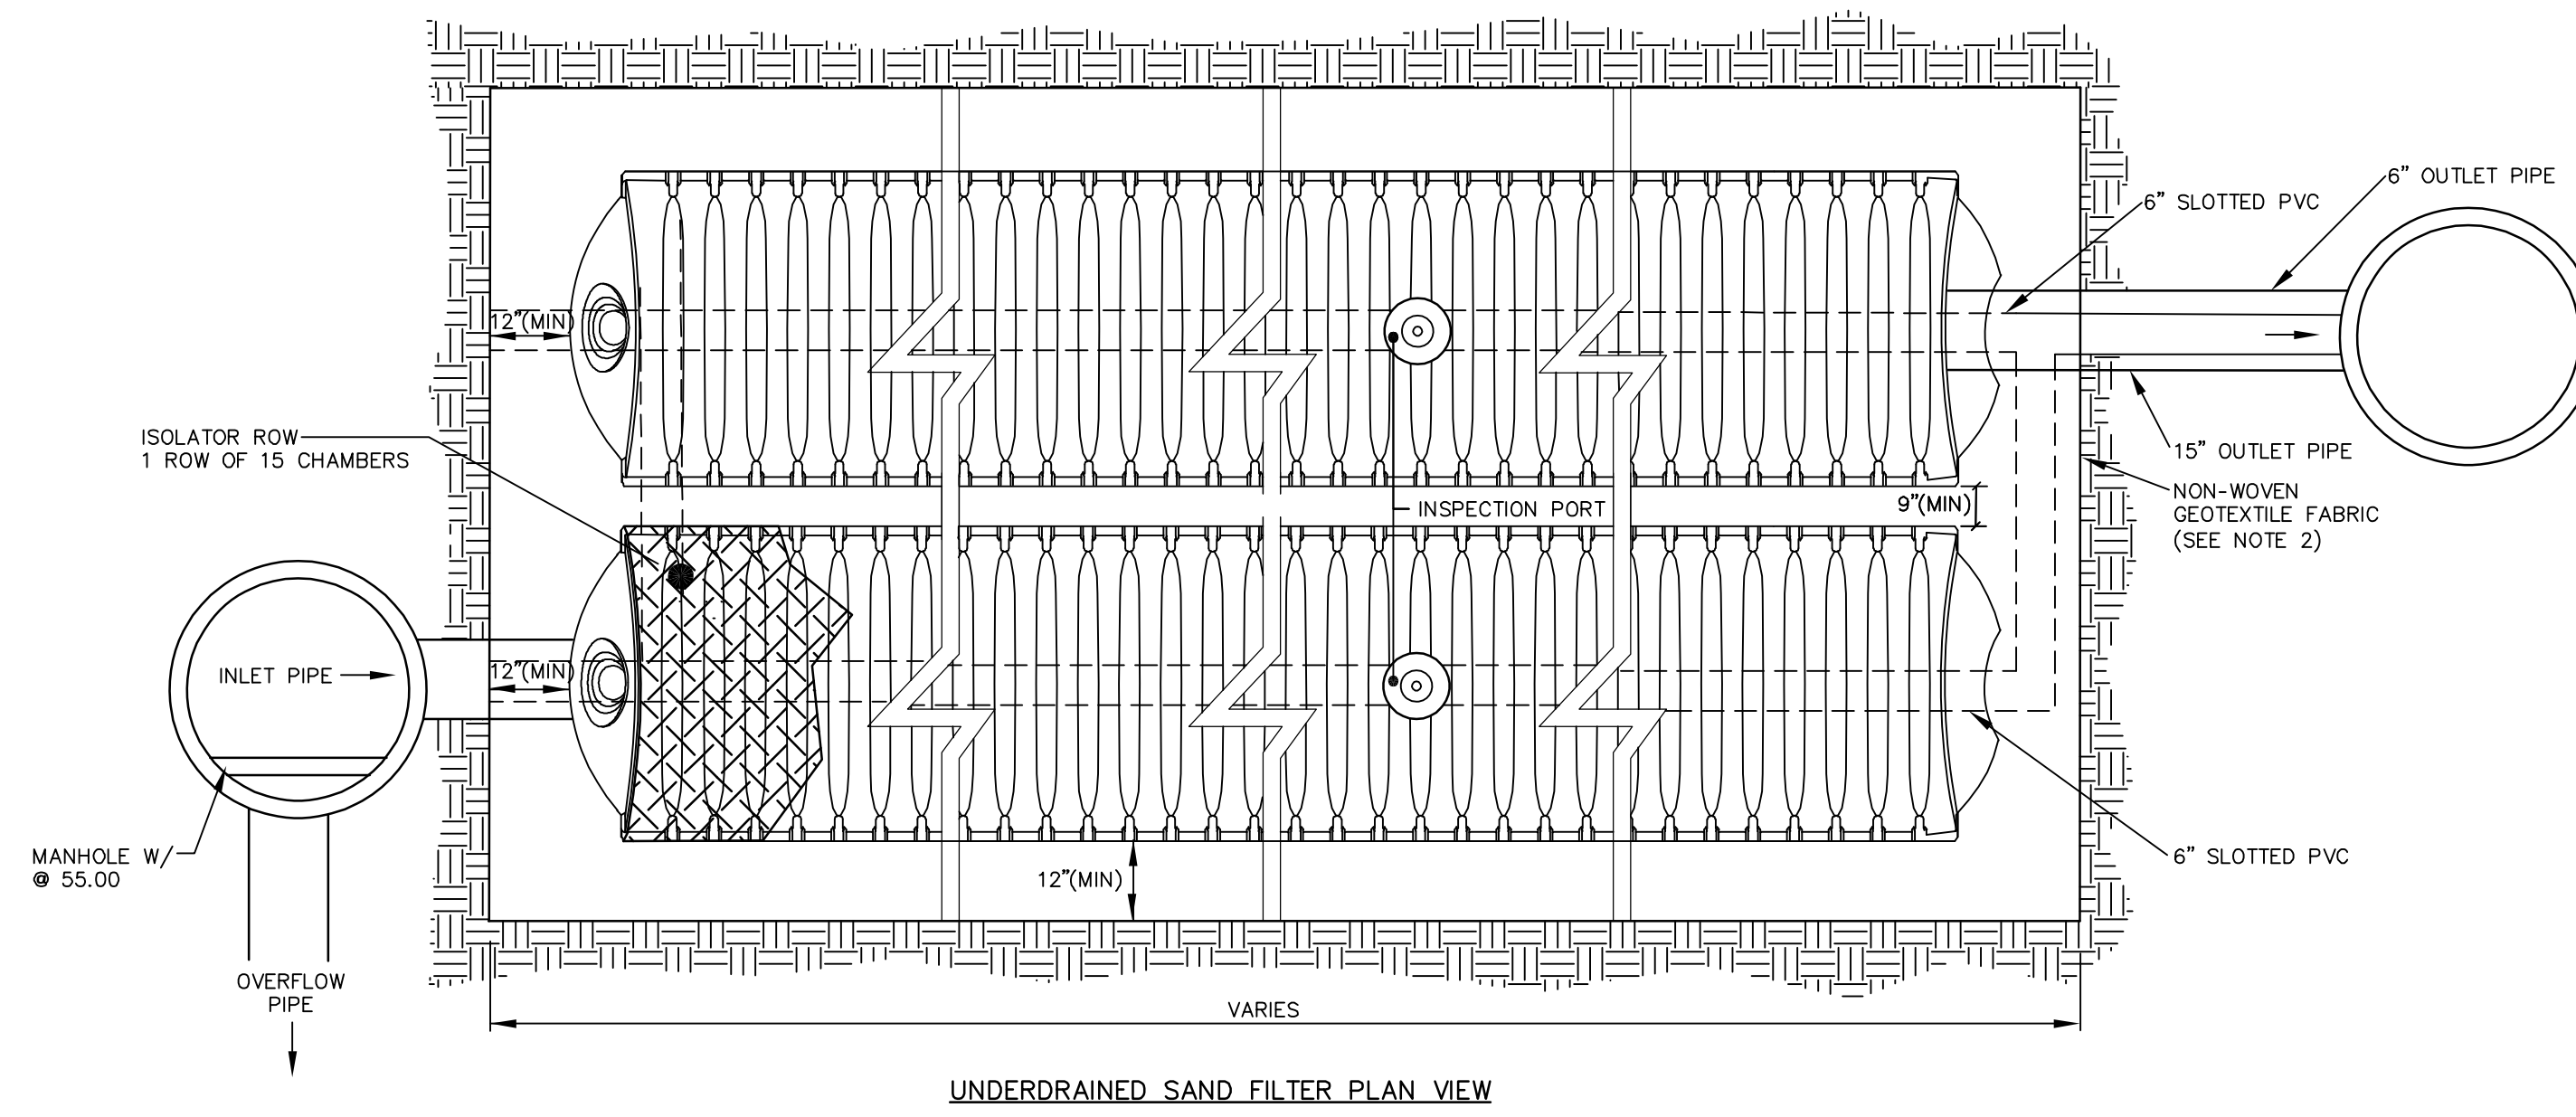 6” OUTLET PIPE
6” SLOTTED PVC
12”(MIN)
ISOLATOR ROW
1 ROW OF 15 CHAMBERS
15” OUTLET PIPE
NON-WOVEN
GEOTEXTILE FABRIC
(SEE NOTE 2)
9”(MIN)
INSPECTION PORT
INLET PIPE
12”(MIN)
MANHOLE W/
@ 55.00
12”(MIN)
6” SLOTTED PVC
OVERFLOW
PIPE
VARIES
UNDERDRAINED SAND FILTER PLAN VIEW